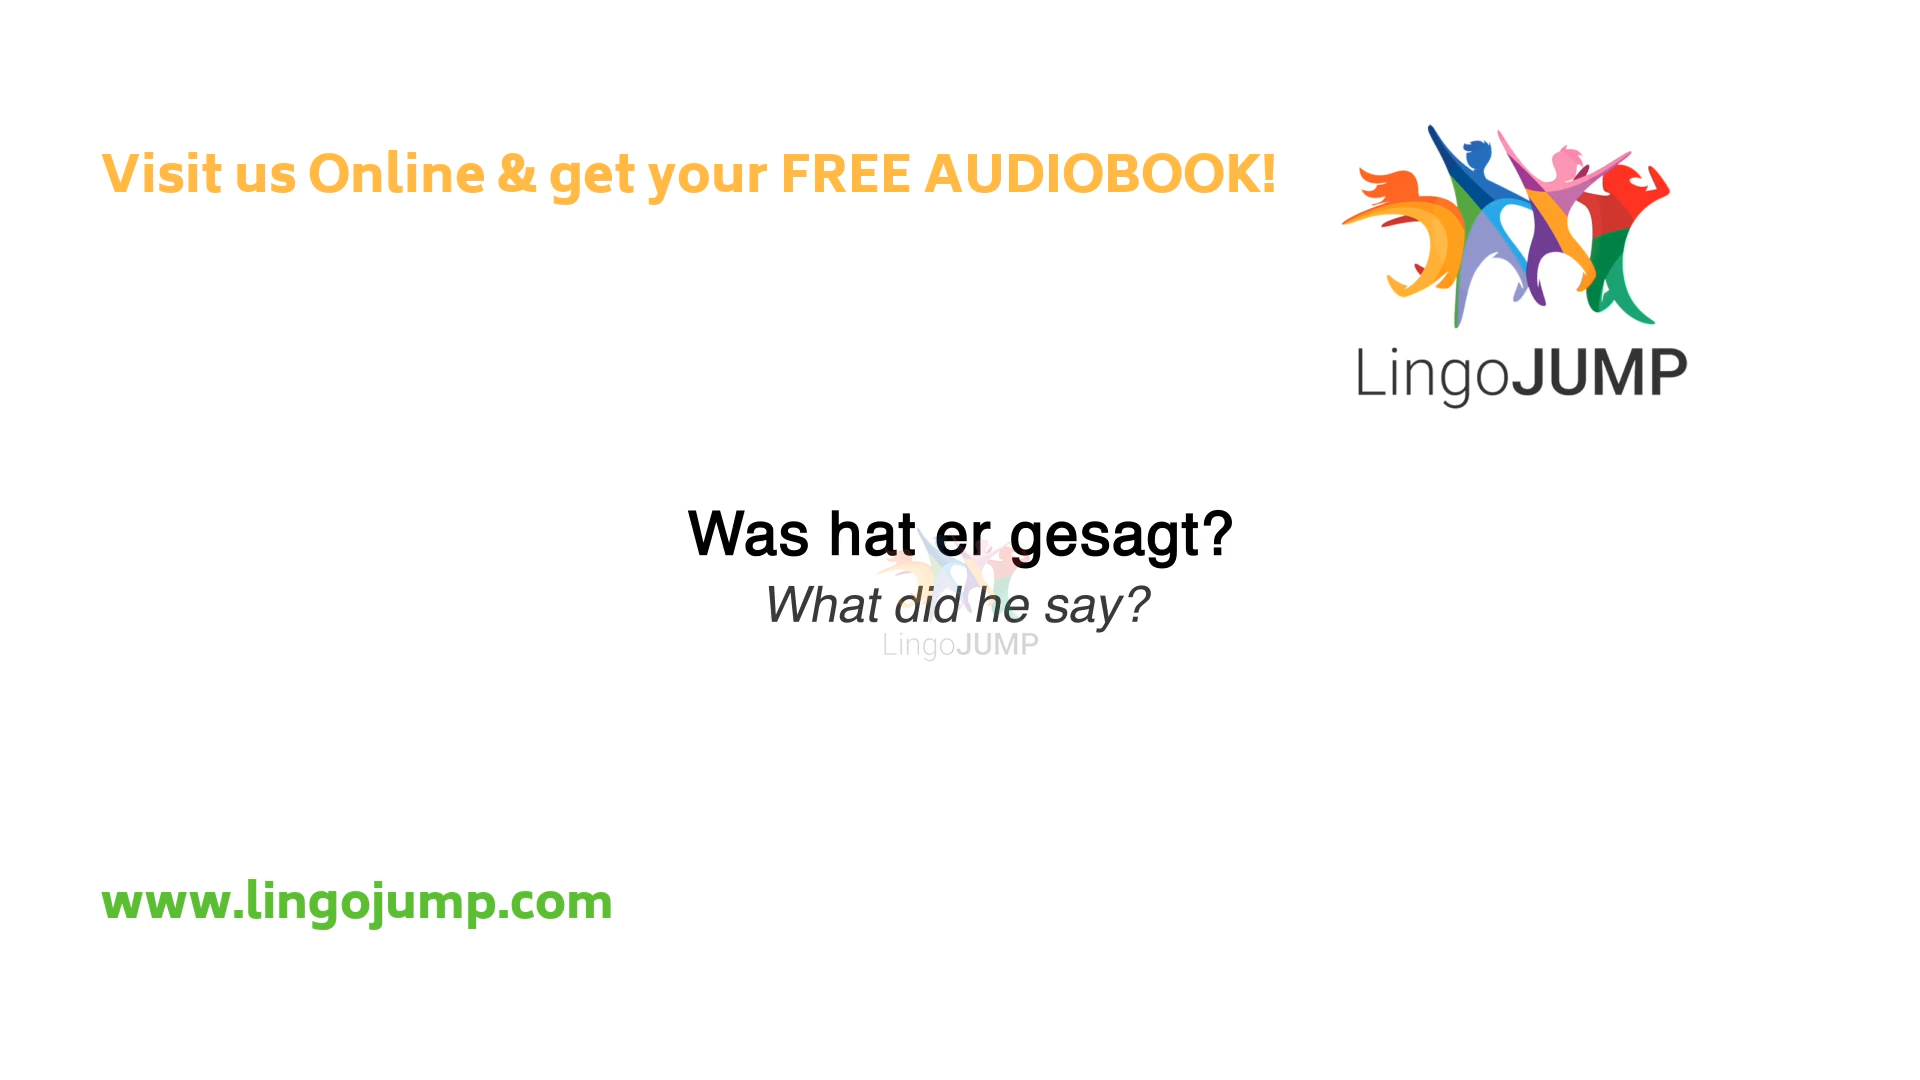 Visit us Online & get your FREE AUDIOBOOK!
LingoJUMP
Was hat er gesagt?
What did he say?
LingoJUMP
www.lingojump.com